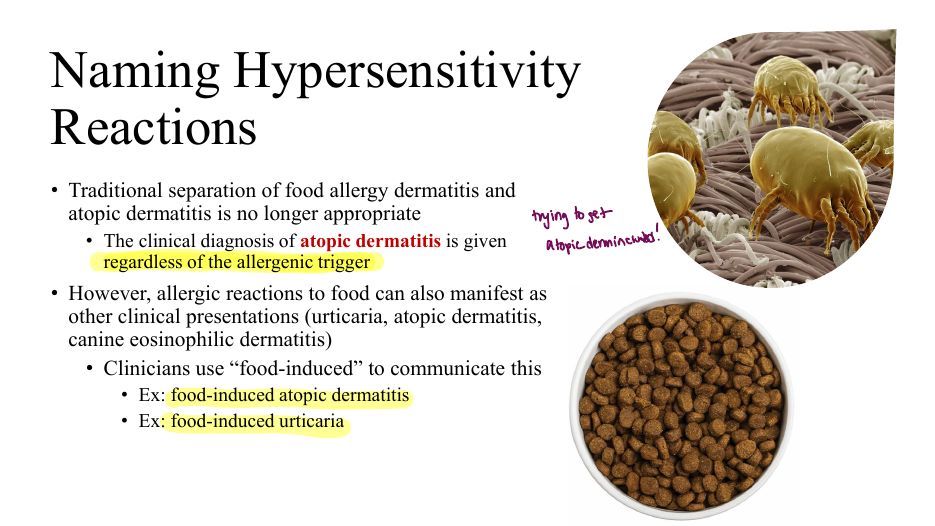 Naming Hypersensitivity
Reactions
• Traditional separation of food allergy dermatitis and
atopic dermatitis is no longer appropriate
• The clinical diagnosis of atopic dermatitis is given
regardless of the allergenic trigger
trying to get
atopic
• However, allergic reactions to food can also manifest as
other clinical presentations (urticaria, atopic dermatitis,
canine eosinophilic dermatitis)
• Clinicians use “food-induced” to communicate this
• Ex: food-induced atopic dermatitis
• Ex: food-induced urticaria